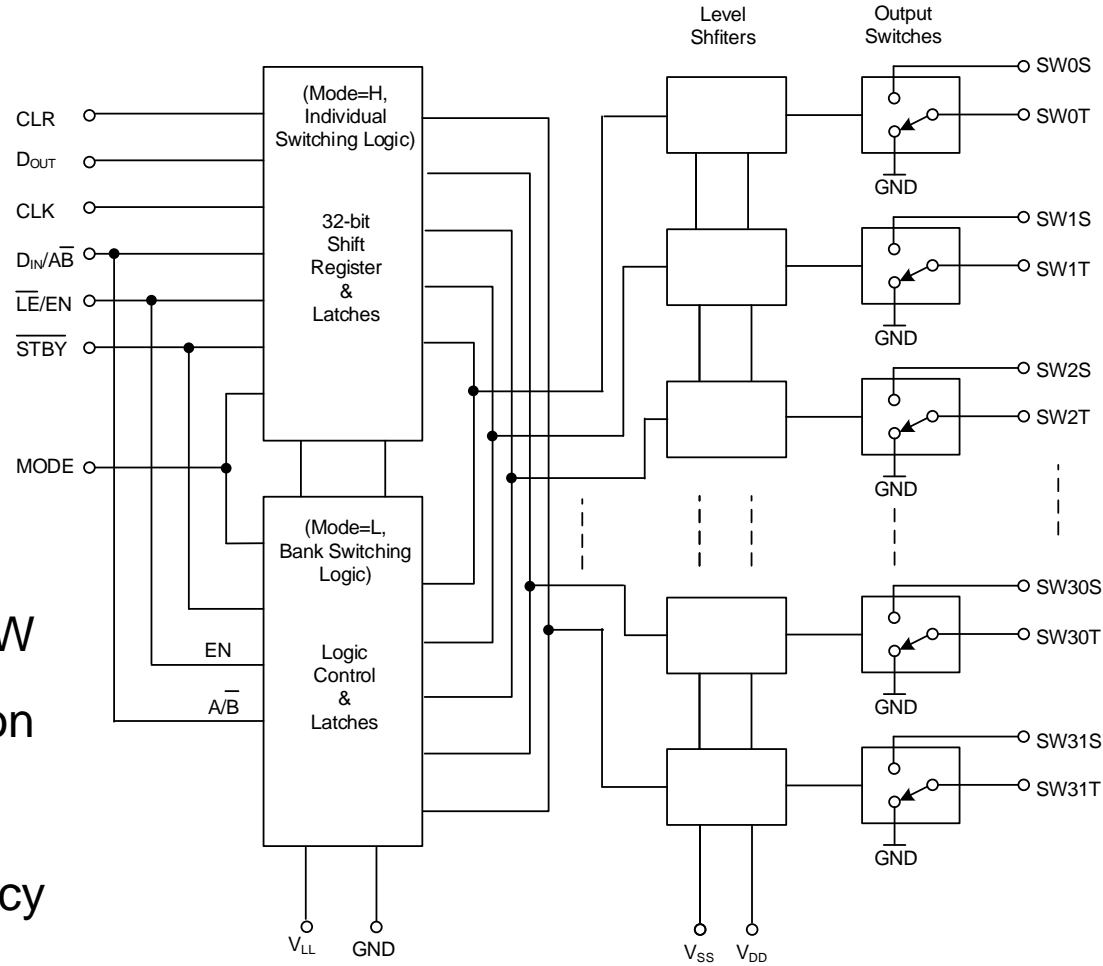 Level
Shfiters
Output
Switches
CLR
DOUT
CLK
DIN/AB̅
L̅E̅/EN
S̅T̅B̅Y̅
MODE
(Mode=H,
Individual
Switching Logic)
32-bit
Shift
Register
&
Latches
(Mode=L,
Bank Switching
Logic)
Logic
Control
&
Latches
EN
A/B̅
VLL
GND
VSS
VDD
SW0S
SW0T
GND
SW1S
SW1T
GND
SW2S
SW2T
GND
SW30S
SW30T
GND
SW31S
SW31T
GND
W
on
cy